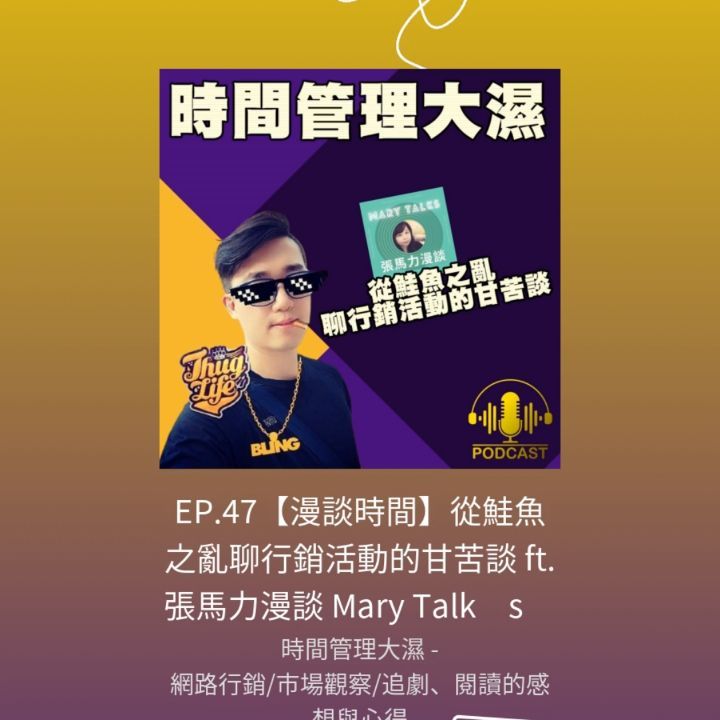 時間管理大濕
MARY TALKS
張馬力漫談
從鮭魚之亂
聊行銷活動的甘苦談
Thug
Life
BLING
PODCAST
EP.47【漫談時間】從鮭魚
之亂聊行銷活動的甘苦談 ft.
張馬力漫談 Mary Talk s
時間管理大濕 -
網路行銷/市場觀察/追劇、閱讀的感
想與心得